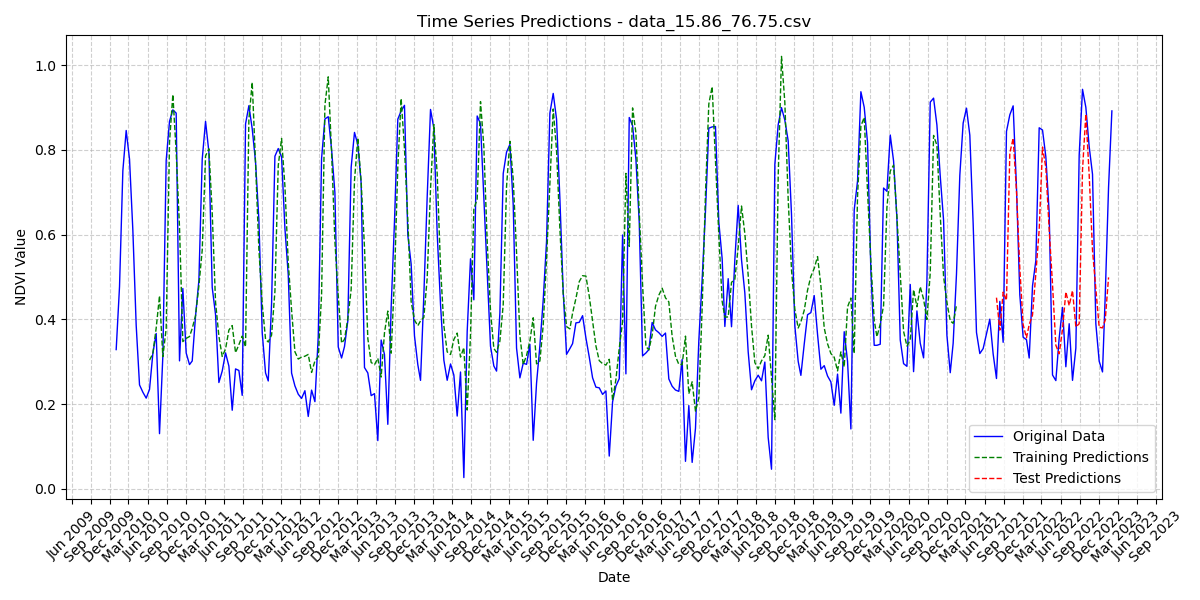 Time Series Predictions - data_15.86_76.75.csv
NDVI Value
1.0
0.8
0.6
0.4
0.2
0.0
Original Data
Training Predictions
Test Predictions
Jun 2009
Sep 2009
Dec 2009
Mar 2010
Jun 2010
Sep 2010
Dec 2010
Mar 2011
Jun 2011
Sep 2011
Dec 2011
Mar 2012
Jun 2012
Sep 2012
Dec 2012
Mar 2013
Jun 2013
Sep 2013
Dec 2013
Mar 2014
Jun 2014
Sep 2014
Dec 2014
Mar 2015
Jun 2015
Sep 2015
Dec 2015
Mar 2016
Jun 2016
Sep 2016
Dec 2016
Mar 2017
Jun 2017
Sep 2017
Dec 2017
Mar 2018
Jun 2018
Sep 2018
Dec 2018
Mar 2019
Jun 2019
Sep 2019
Dec 2019
Mar 2020
Jun 2020
Sep 2020
Dec 2020
Mar 2021
Jun 2021
Sep 2021
Dec 2021
Mar 2022
Jun 2022
Sep 2022
Dec 2022
Mar 2023
Jun 2023
Sep 2023
Date